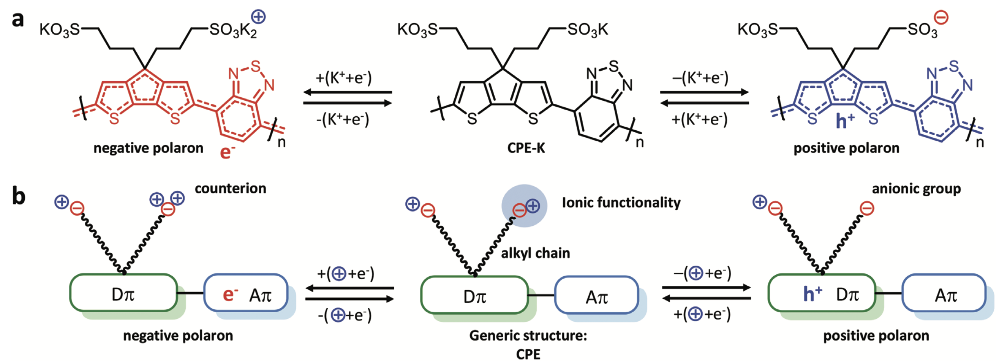 a
KO₃S SO₃K₂ ⊕
N S N
S S
n
negative polaron e⁻
+(K⁺+e⁻)
-(K⁺+e⁻)
KO₃S SO₃K
N S N
S S
n
CPE-K
−(K⁺+e⁻)
+(K⁺+e⁻)
KO₃S SO₃ ⊖
N S N
S h⁺ S
n
positive polaron
b
counterion
⊕ ⊖ ⊕ ⊖ ⊕
Dπ e⁻ Aπ
negative polaron
+(⊕+e⁻)
-(⊕+e⁻)
⊕ ⊖ ⊖ ⊕ Ionic functionality
alkyl chain
Dπ Aπ
Generic structure:
CPE
−(⊕+e⁻)
+(⊕+e⁻)
anionic group
⊕ ⊖ ⊖
h⁺ Dπ Aπ
positive polaron